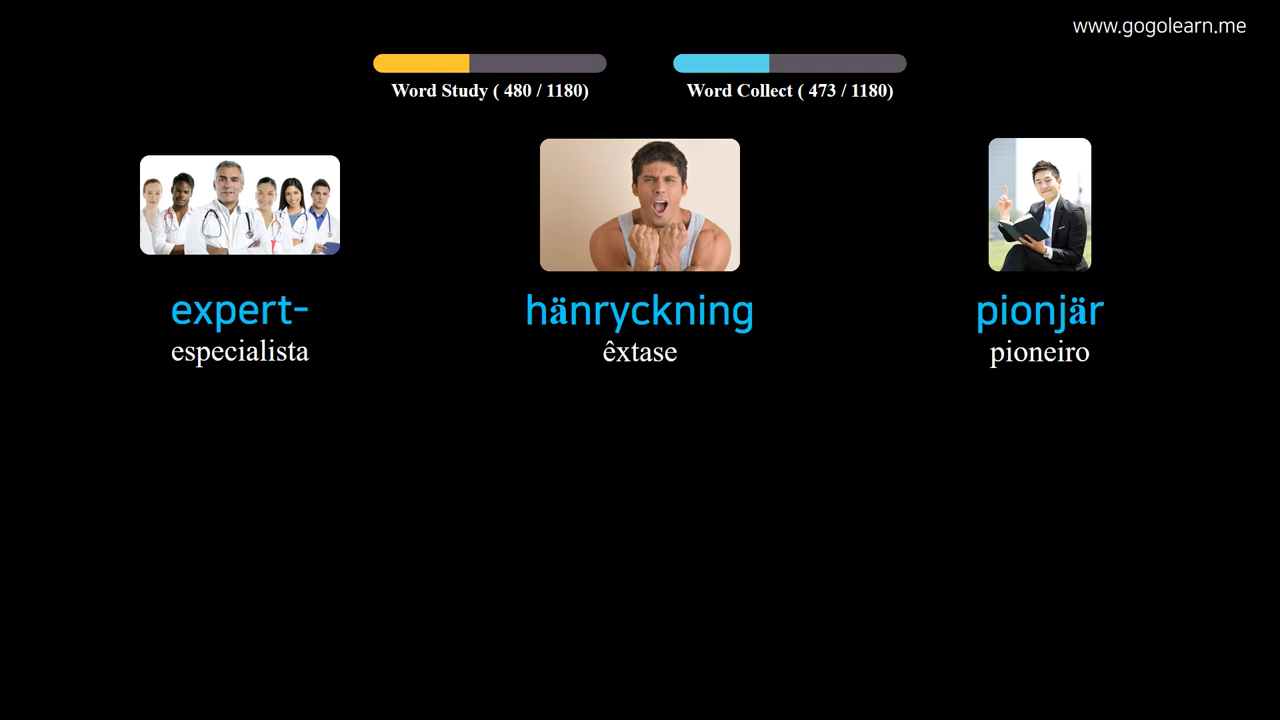 www.gogolearn.me
Word Study ( 480 / 1180)
Word Collect ( 473 / 1180)
expert-
hänryckning
pionjär
especialista
êxtase
pioneiro